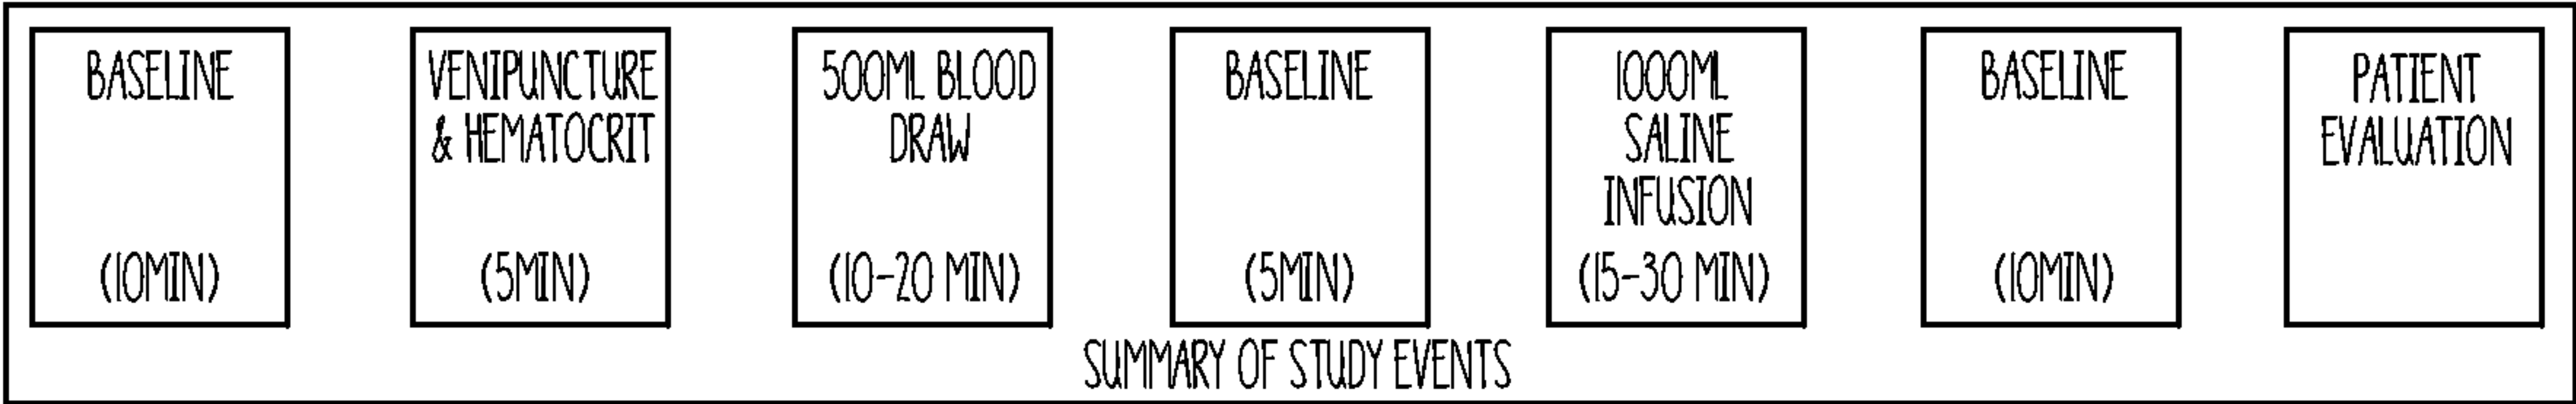 BASELINE
(10MIN)
VENIPUNCTURE
& HEMATOCRIT
(5MIN)
500ML BLOOD
DRAW
(10-20 MIN)
BASELINE
(5MIN)
1000ML
SALINE
INFUSION
(15-30 MIN)
BASELINE
(10MIN)
PATIENT
EVALUATION
SUMMARY OF STUDY EVENTS